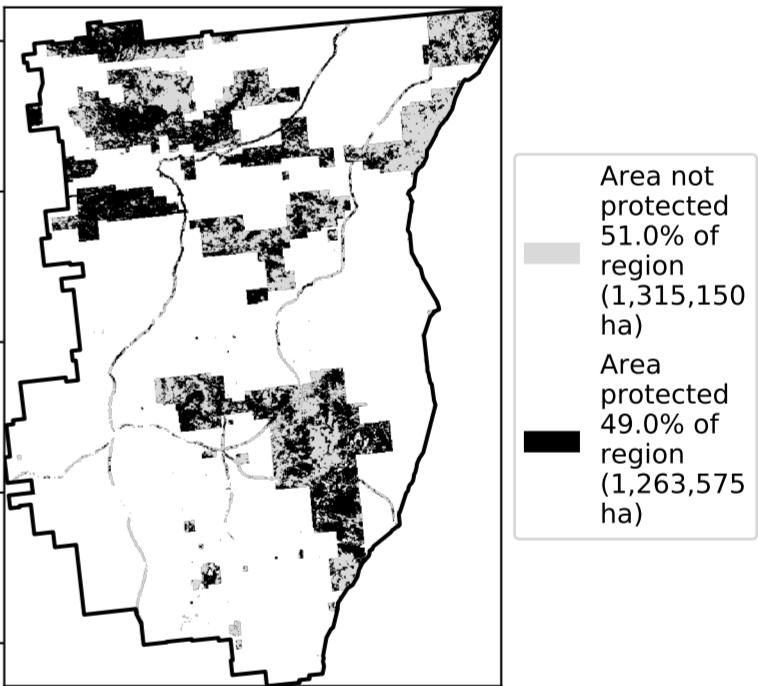 Area not
protected
51.0% of
region
(1,315,150
ha)
Area
protected
49.0% of
region
(1,263,575
ha)